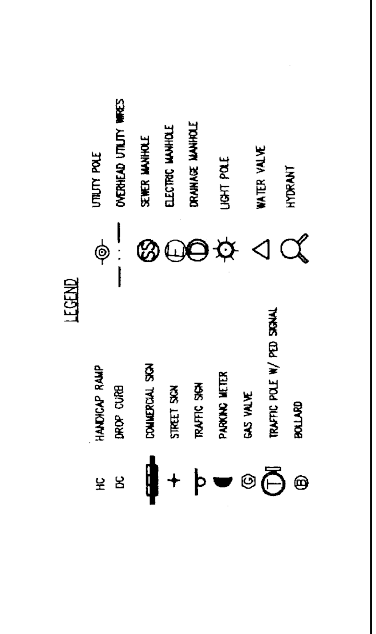 LEGEND
HC HANDICAP RAMP
DC DROP CURB
COMMERCIAL SIGN
STREET SIGN
TRAFFIC SIGN
PARKING METER
G GAS VALVE
T TRAFFIC POLE W/ PED SIGNAL
B BOLLARD
UTILITY POLE
OVERHEAD UTILITY WIRES
SS SEWER MANHOLE
E ELECTRIC MANHOLE
D DRAINAGE MANHOLE
LIGHT POLE
WATER VALVE
HYDRANT